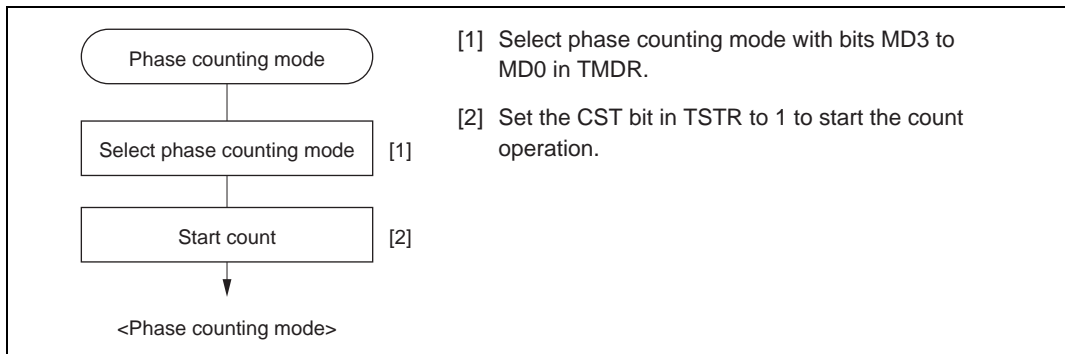 Phase counting mode
Select phase counting mode [1]
Start count [2]
<Phase counting mode>
[1] Select phase counting mode with bits MD3 to
MD0 in TMDR.
[2] Set the CST bit in TSTR to 1 to start the count
operation.